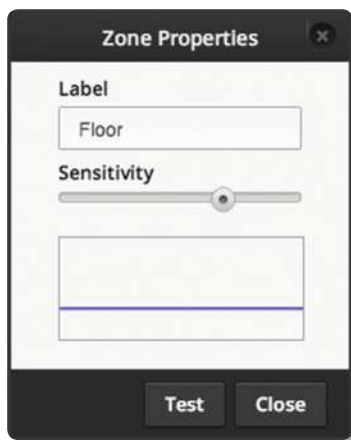 Zone Properties
Label
Floor
Sensitivity
Test Close